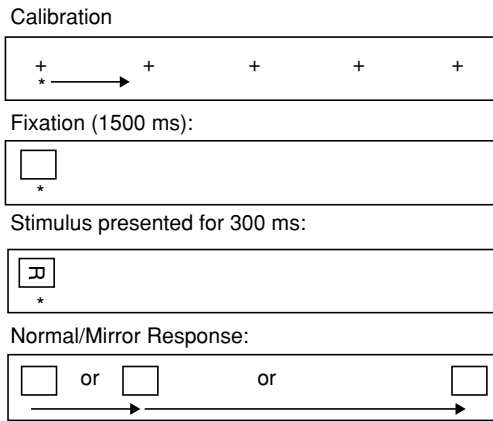 Calibration
+ + + + +
*
Fixation (1500 ms):
*
Stimulus presented for 300 ms:
R
*
Normal/Mirror Response:
or or